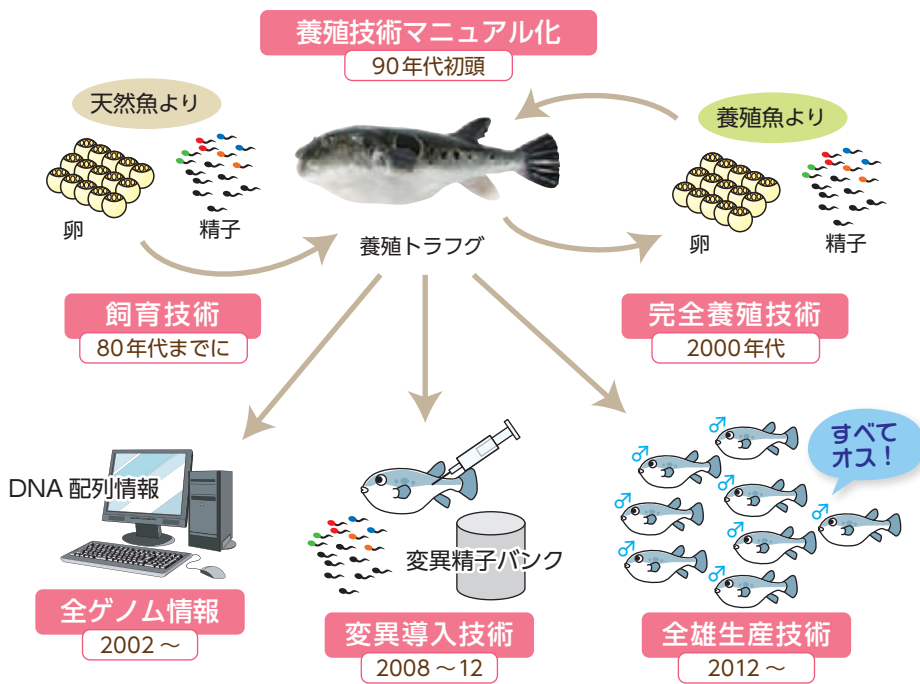 養殖技術マニュアル化
90年代初頭
天然魚より
卵
精子
養殖トラフグ
養殖魚より
卵
精子
飼育技術
80年代までに
完全養殖技術
2000年代
DNA 配列情報
全ゲノム情報
2002 ~
変異精子バンク
変異導入技術
2008 ~ 12
♂
♂
♂
♂
♂
♂
♂
♂
すべて
オス!
全雄生産技術
2012 ~